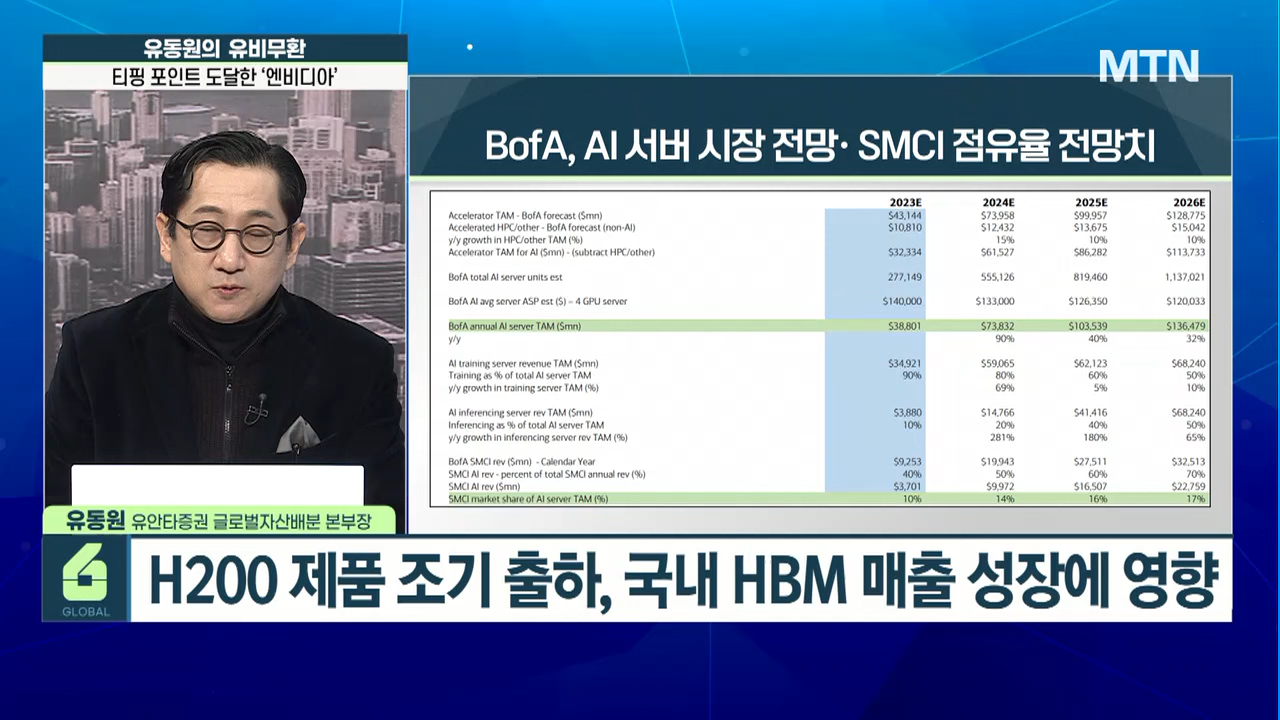 유동원의 유비무환
티핑 포인트 도달한 ‘엔비디아’
MTN
BofA, AI 서버 시장 전망· SMCI 점유율 전망치
2023E 2024E 2025E 2026E
Accelerator TAM - BofA forecast ($mn) $43,144 $73,958 $99,957 $128,775
Accelerated HPC/other - BofA forecast (non-AI) $10,810 $12,432 $13,675 $15,042
y/y growth in HPC/other TAM (%) 15% 10% 10%
Accelerator TAM for AI ($mn) - (subtract HPC/other) $32,334 $61,527 $86,282 $113,733
BofA total AI server units est 277,149 555,126 819,460 1,137,021
BofA AI avg server ASP est ($) – 4 GPU server $140,000 $133,000 $126,350 $120,033
BofA annual AI server TAM ($mn) $38,801 $73,832 $103,539 $136,479
y/y 90% 40% 32%
AI training server revenue TAM ($mn) $34,921 $59,065 $62,123 $68,240
Training as % of total AI server TAM 90% 80% 60% 50%
y/y growth in training server TAM (%) 69% 5% 10%
AI inferencing server rev TAM ($mn) $3,880 $14,766 $41,416 $68,240
Inferencing as % of total AI server TAM 10% 20% 40% 50%
y/y growth in inferencing server rev TAM (%) 281% 180% 65%
BofA SMCI rev ($mn) - Calendar Year $9,253 $19,943 $27,511 $32,513
SMCI AI rev - percent of total SMCI annual rev (%) 40% 50% 60% 70%
SMCI AI rev ($mn) $3,701 $9,972 $16,507 $22,759
SMCI market share of AI server TAM (%) 10% 14% 16% 17%
유동원 유안타증권 글로벌자산배분 본부장
6
GLOBAL
H200 제품 조기 출하, 국내 HBM 매출 성장에 영향